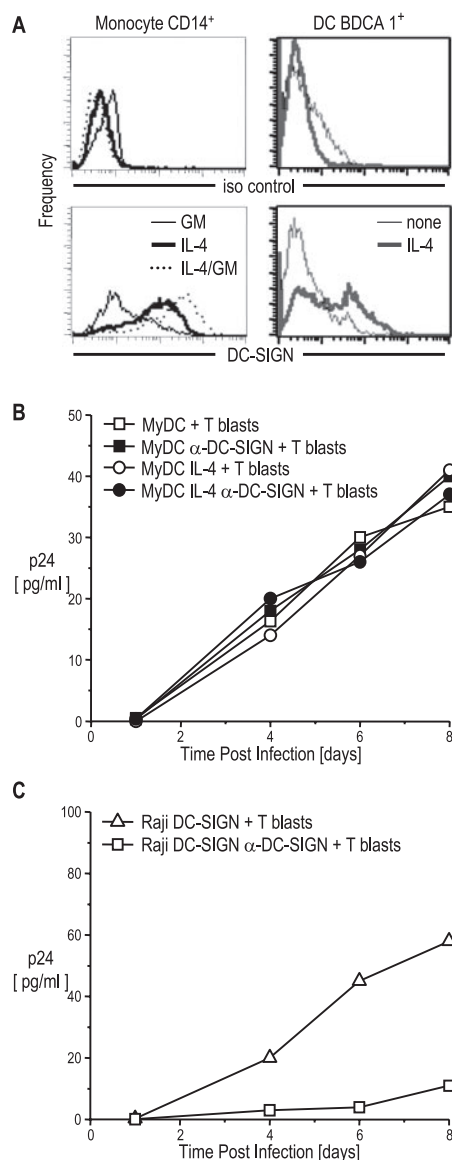 A
Monocyte CD14⁺
DC BDCA 1⁺
Frequency
iso control
GM
IL-4
IL-4/GM
none
IL-4
DC-SIGN
B
MyDC + T blasts
MyDC α-DC-SIGN + T blasts
MyDC IL-4 + T blasts
MyDC IL-4 α-DC-SIGN + T blasts
p24
[ pg/ml ]
50
40
30
20
10
0
0 2 4 6 8
Time Post Infection [days]
C
Raji DC-SIGN + T blasts
Raji DC-SIGN α-DC-SIGN + T blasts
p24
[ pg/ml ]
100
80
60
40
20
0
0 2 4 6 8
Time Post Infection [days]